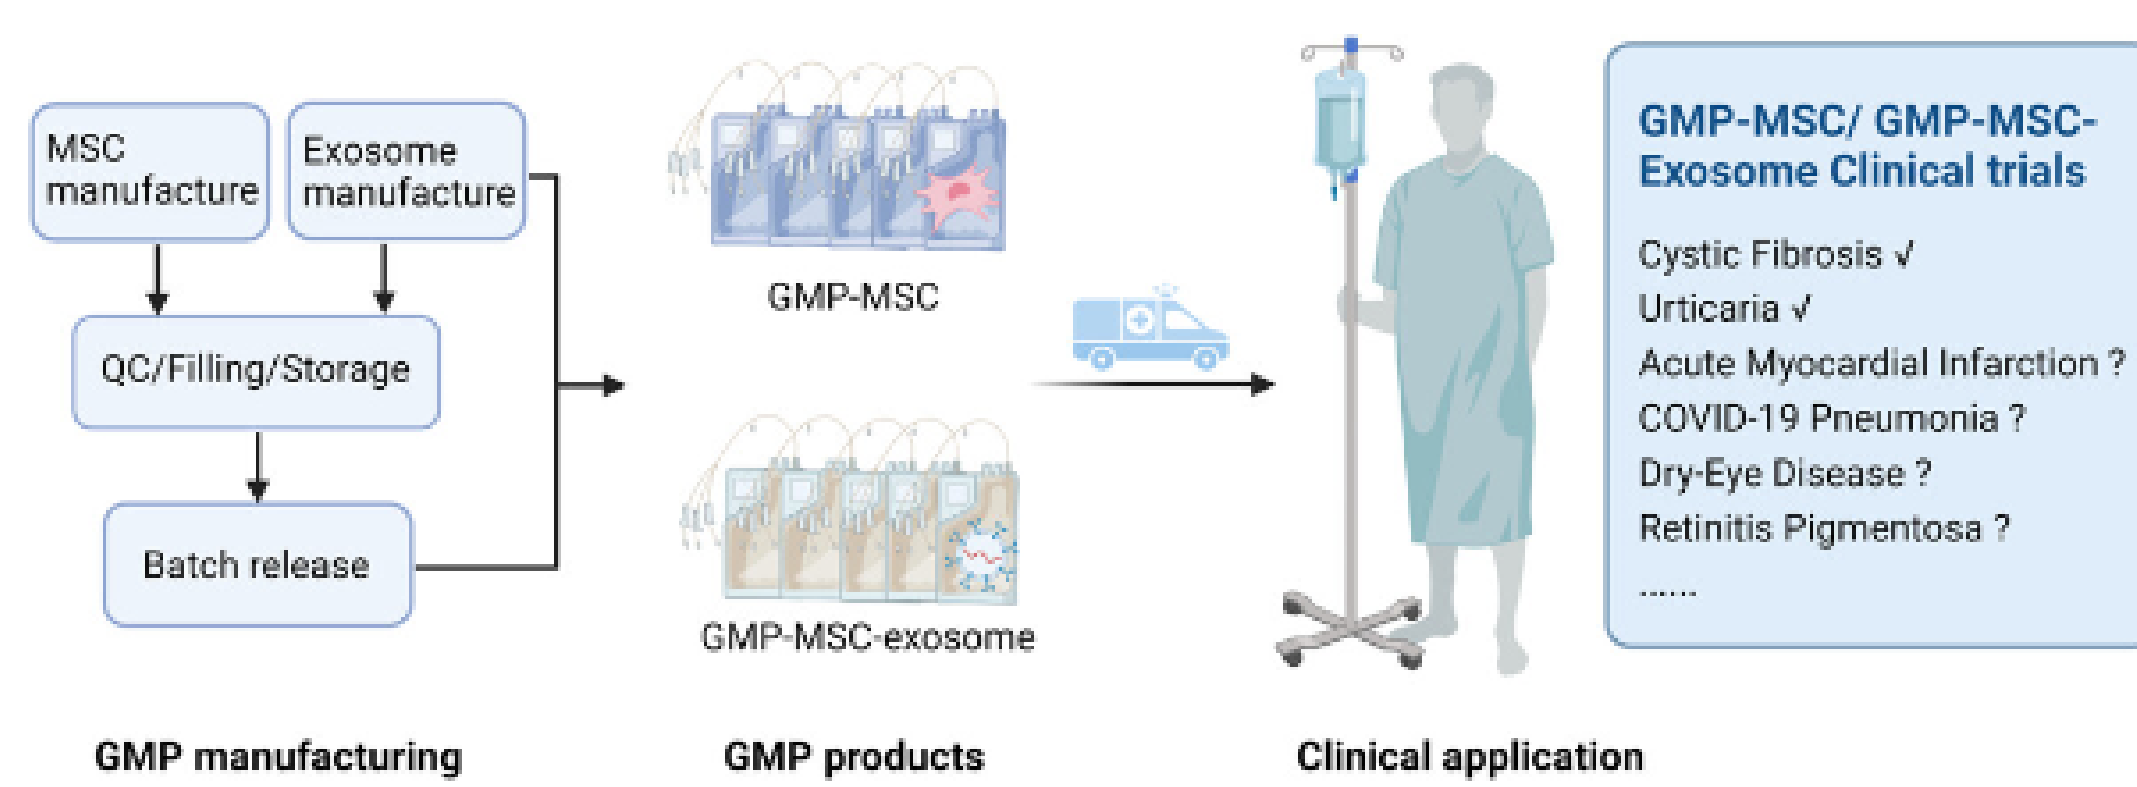 MSC
manufacture
Exosome
manufacture
QC/Filling/Storage
Batch release
GMP manufacturing
GMP-MSC
GMP-MSC-exosome
GMP products
Clinical application
GMP-MSC/ GMP-MSC-
Exosome Clinical trials
Cystic Fibrosis √
Urticaria √
Acute Myocardial Infarction ?
COVID-19 Pneumonia ?
Dry-Eye Disease ?
Retinitis Pigmentosa ?
......